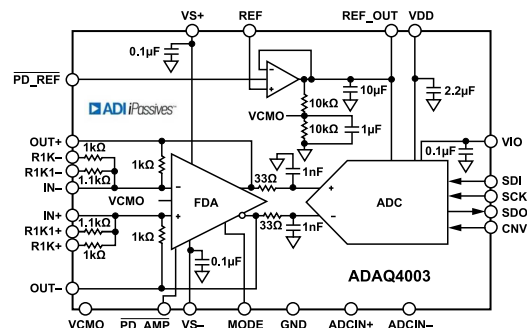 VS+ REF REF_OUT VDD
0.1µF
PD_REF
10µF 2.2µF
10kΩ
VCMO
10kΩ
1µF
ADI iPassives™
OUT+
1kΩ
R1K–
R1K1–
1.1kΩ
IN–
1kΩ
VCMO
FDA
33Ω
1nF
ADC
0.1µF
VIO
SDI
SCK
SDO
CNV
IN+
1.1kΩ
R1K1+
R1K+
1kΩ
1kΩ
33Ω
1nF
0.1µF
OUT–
ADAQ4003
VCMO PD_AMP VS– MODE GND ADCIN+ ADCIN–